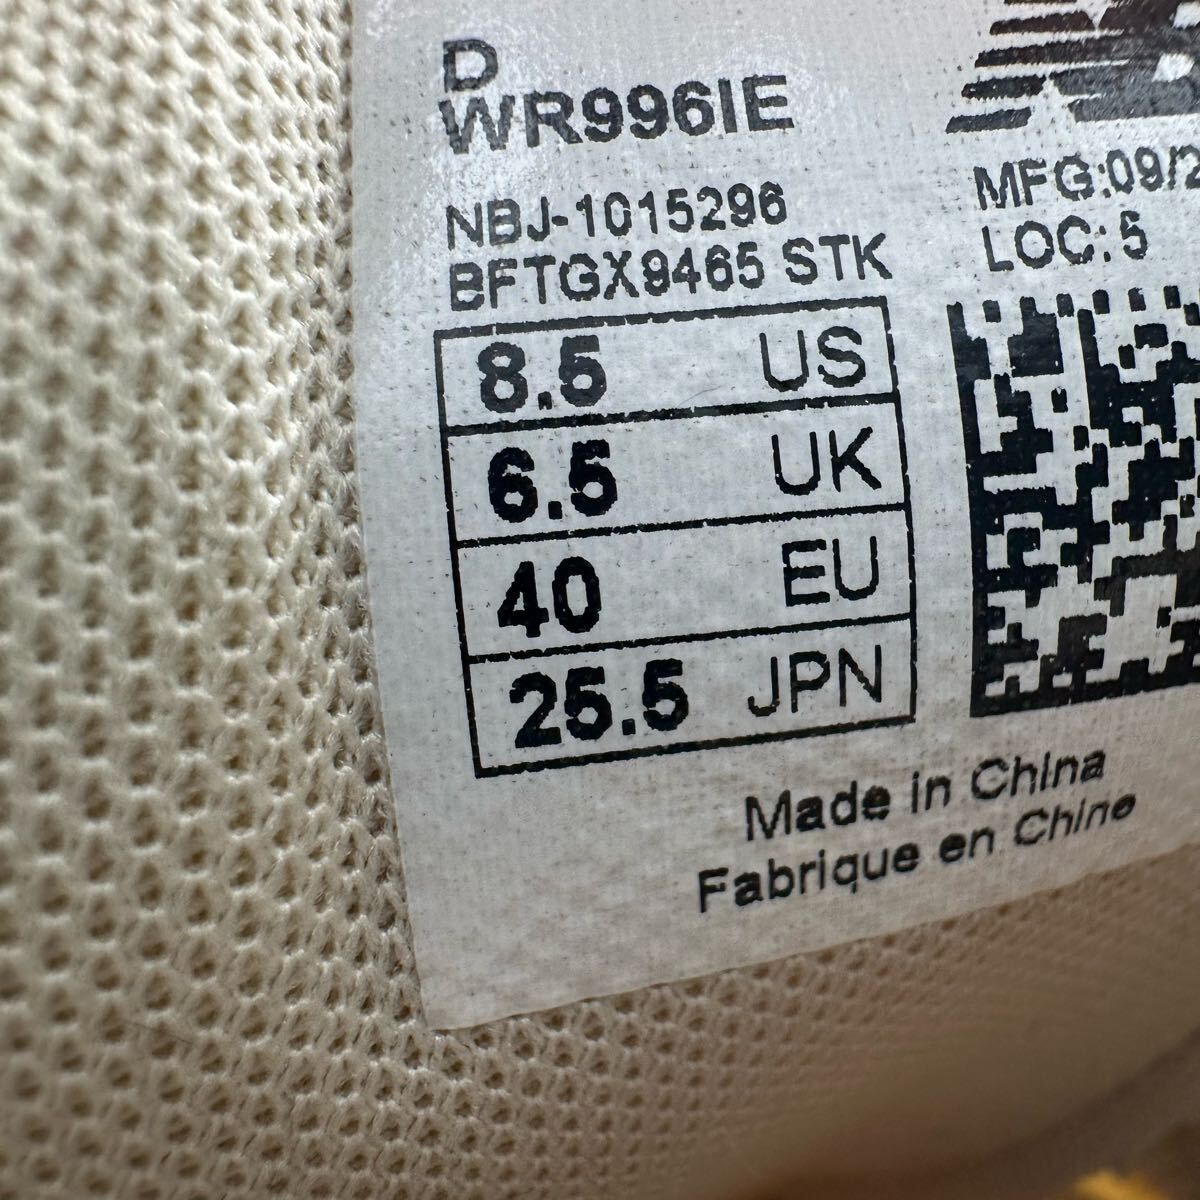 D
WR996IE
NBJ-1015296
BFTGX9465 STK
8.5 US
6.5 UK
40 EU
25.5 JPN
MFG:09/2
LOC: 5
Made in China
Fabrique en Chine